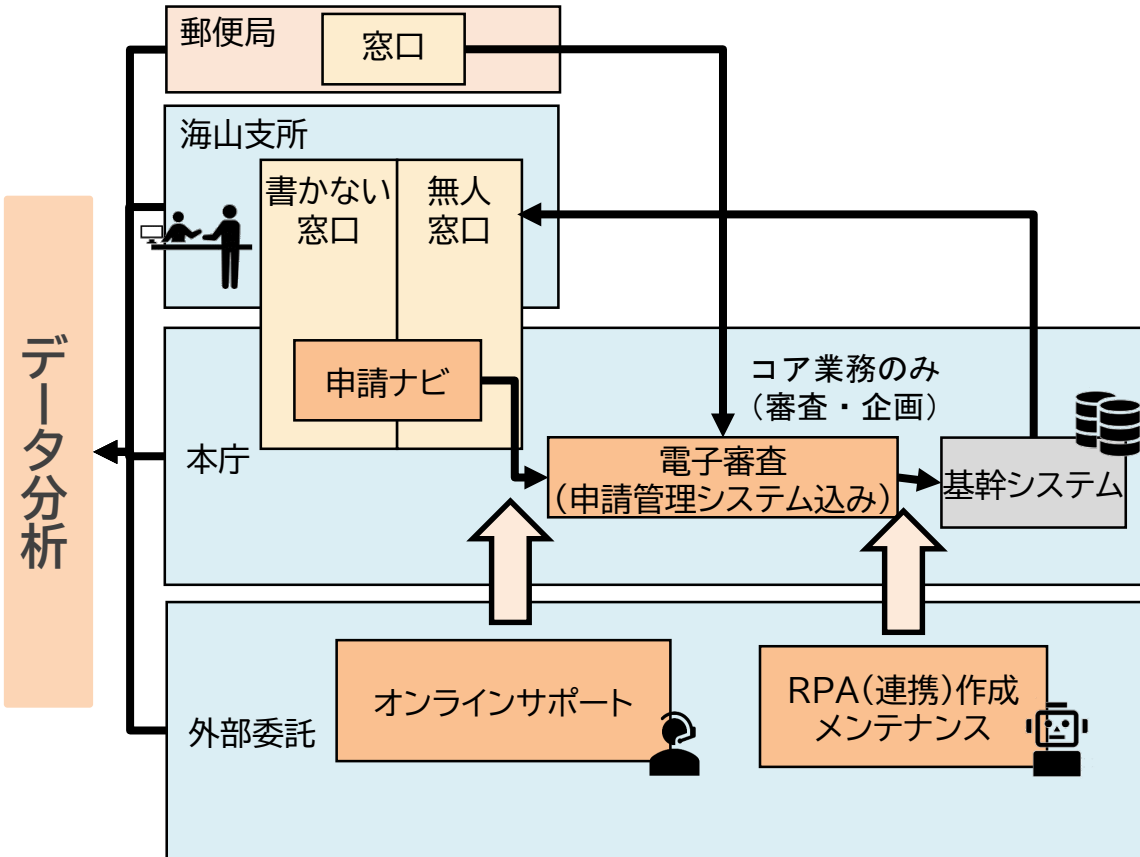 郵便局
窓口
海山支所
書かない
窓口
無人
窓口
データ分析
申請ナビ
コア業務のみ
（審査・企画）
本庁
電子審査
（申請管理システム込み）
基幹システム
オンラインサポート
RPA（連携）作成
メンテナンス
外部委託